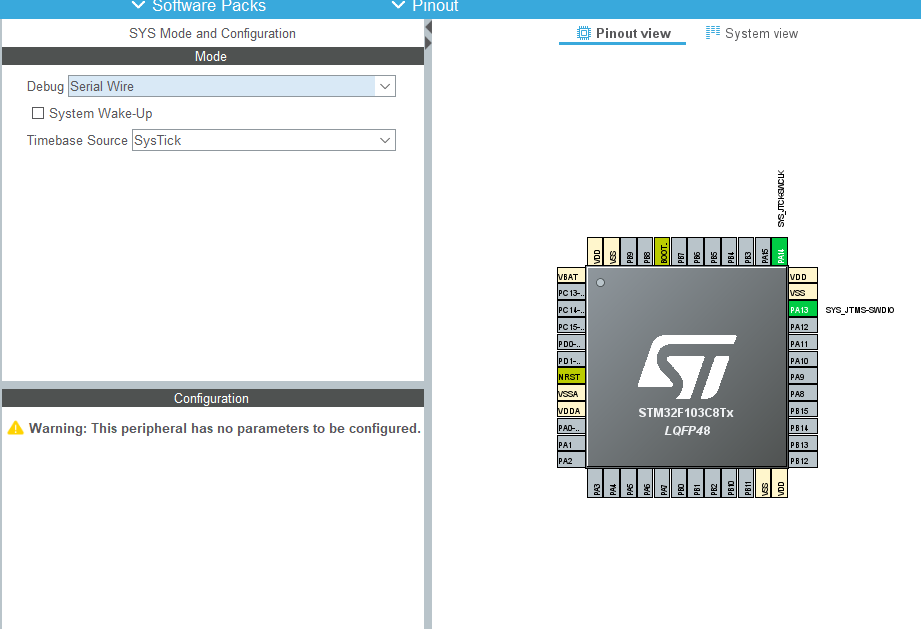 Software Packs
Pinout
SYS Mode and Configuration
Mode
Debug Serial Wire
System Wake-Up
Timebase Source SysTick
Configuration
Warning: This peripheral has no parameters to be configured.
Pinout view
System view
SYS_JTCK-SWCLK
VDD
VSS
PB9
PB8
BOOT..
PB7
PB6
PB5
PB4
PB3
PA15
PA14
VBAT
PC13-..
PC14-..
PC15-..
PD0-..
PD1-..
NRST
VSSA
VDDA
PA0-..
PA1
PA2
ST
STM32F103C8Tx
LQFP48
VDD
VSS
PA13
SYS_JTMS-SWDIO
PA12
PA11
PA10
PA9
PA8
PB15
PB14
PB13
PB12
PA3
PA4
PA5
PA6
PA7
PB0
PB1
PB2
PB10
PB11
VSS
VDD